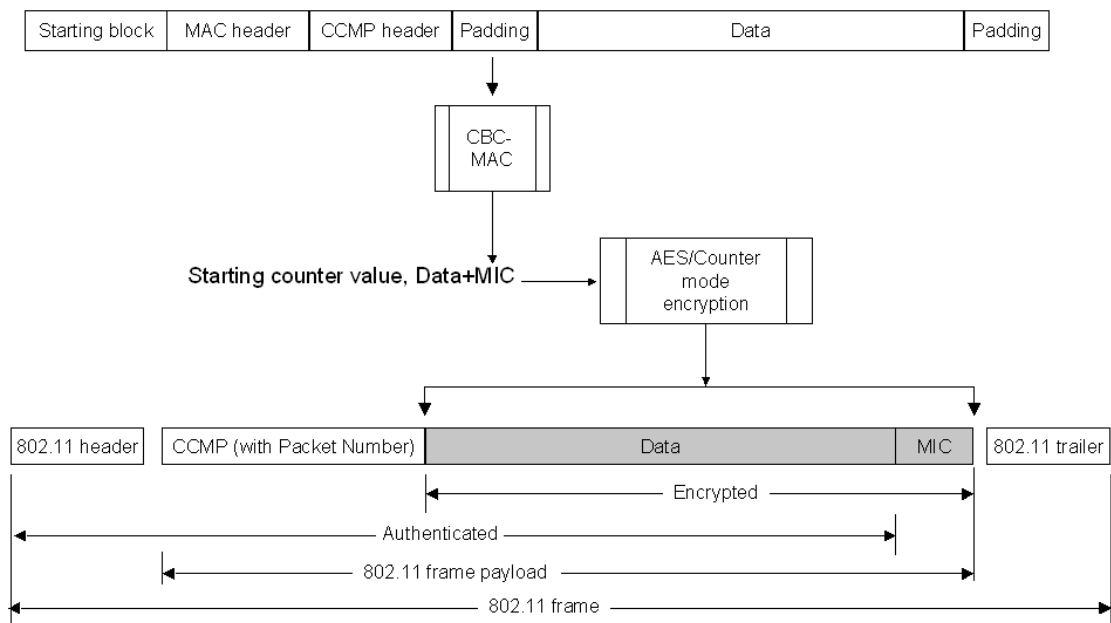 Starting block MAC header CCMP header Padding Data Padding
CBC-
MAC
Starting counter value, Data+MIC
AES/Counter
mode
encryption
802.11 header CCMP (with Packet Number) Data MIC 802.11 trailer
Encrypted
Authenticated
802.11 frame payload
802.11 frame